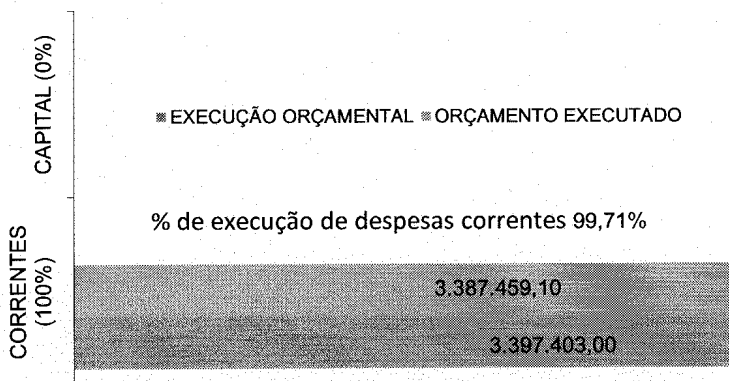 CAPITAL (0%)
EXECUÇÃO ORÇAMENTAL ORÇAMENTO EXECUTADO
% de execução de despesas correntes 99,71%
CORRENTES
(100%)
3.387.459,10
3.397.403,00